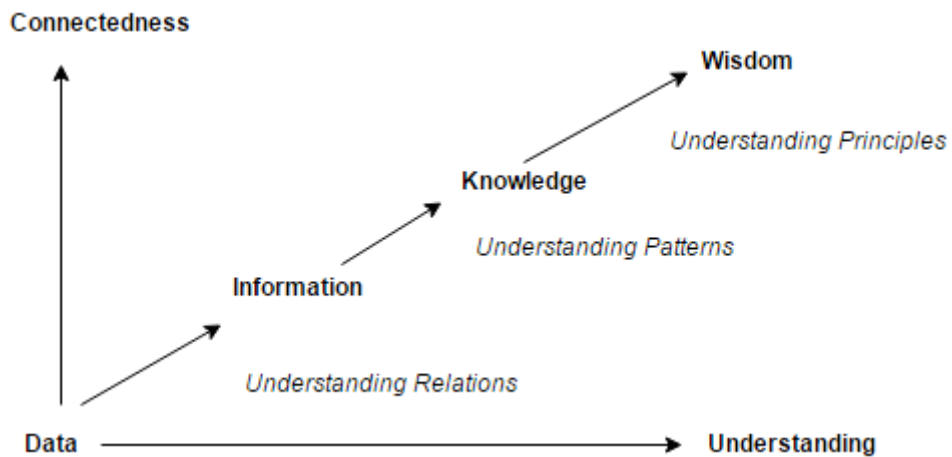 Connectedness
Wisdom
Understanding Principles
Knowledge
Understanding Patterns
Information
Understanding Relations
Data
Understanding